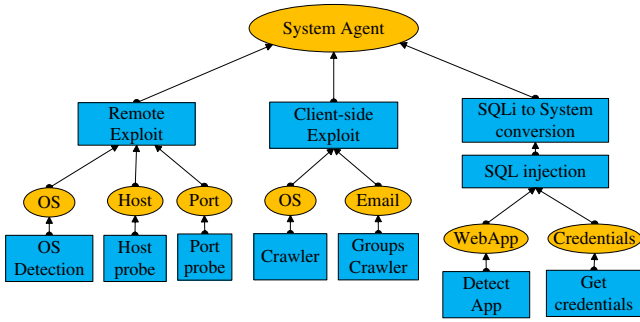 System Agent
Remote
Exploit
Client-side
Exploit
SQLi to System
conversion
SQL injection
OS
Host
Port
OS
Email
WebApp
Credentials
OS
Detection
Host
probe
Port
probe
Crawler
Groups
Crawler
Detect
App
Get
credentials